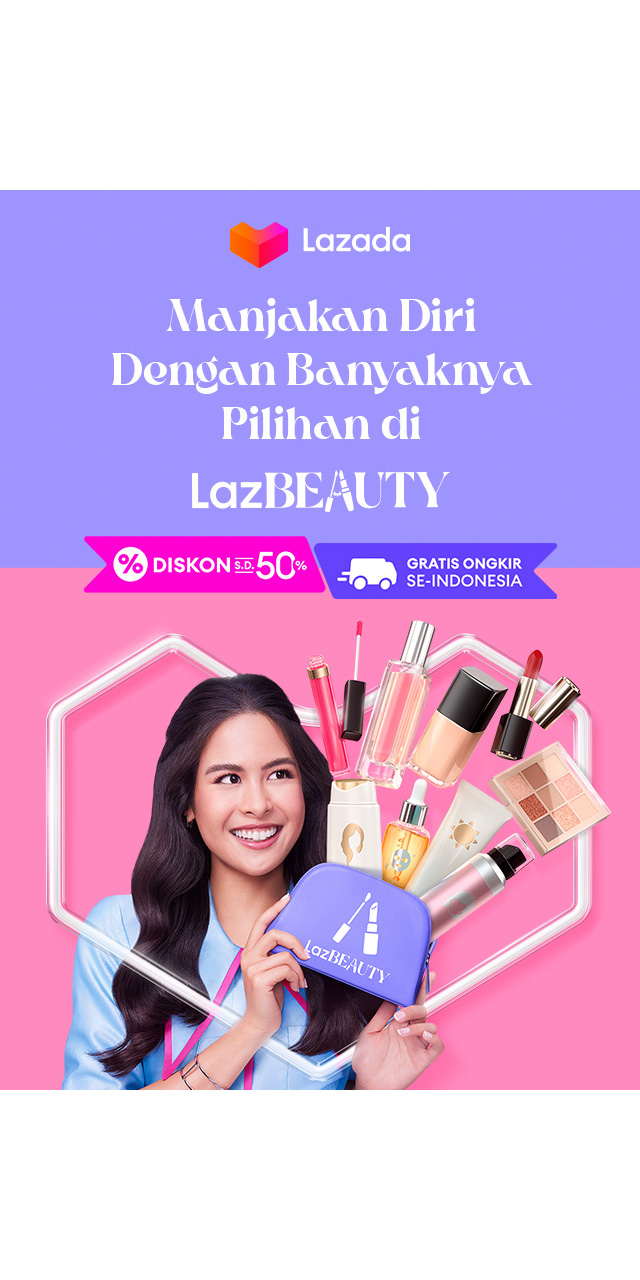 Lazada
Manjakan Diri
Dengan Banyaknya
Pilihan di
LazBEAUTY
% DISKON S.D. 50%
GRATIS ONGKIR
SE-INDONESIA
LazBEAUTY